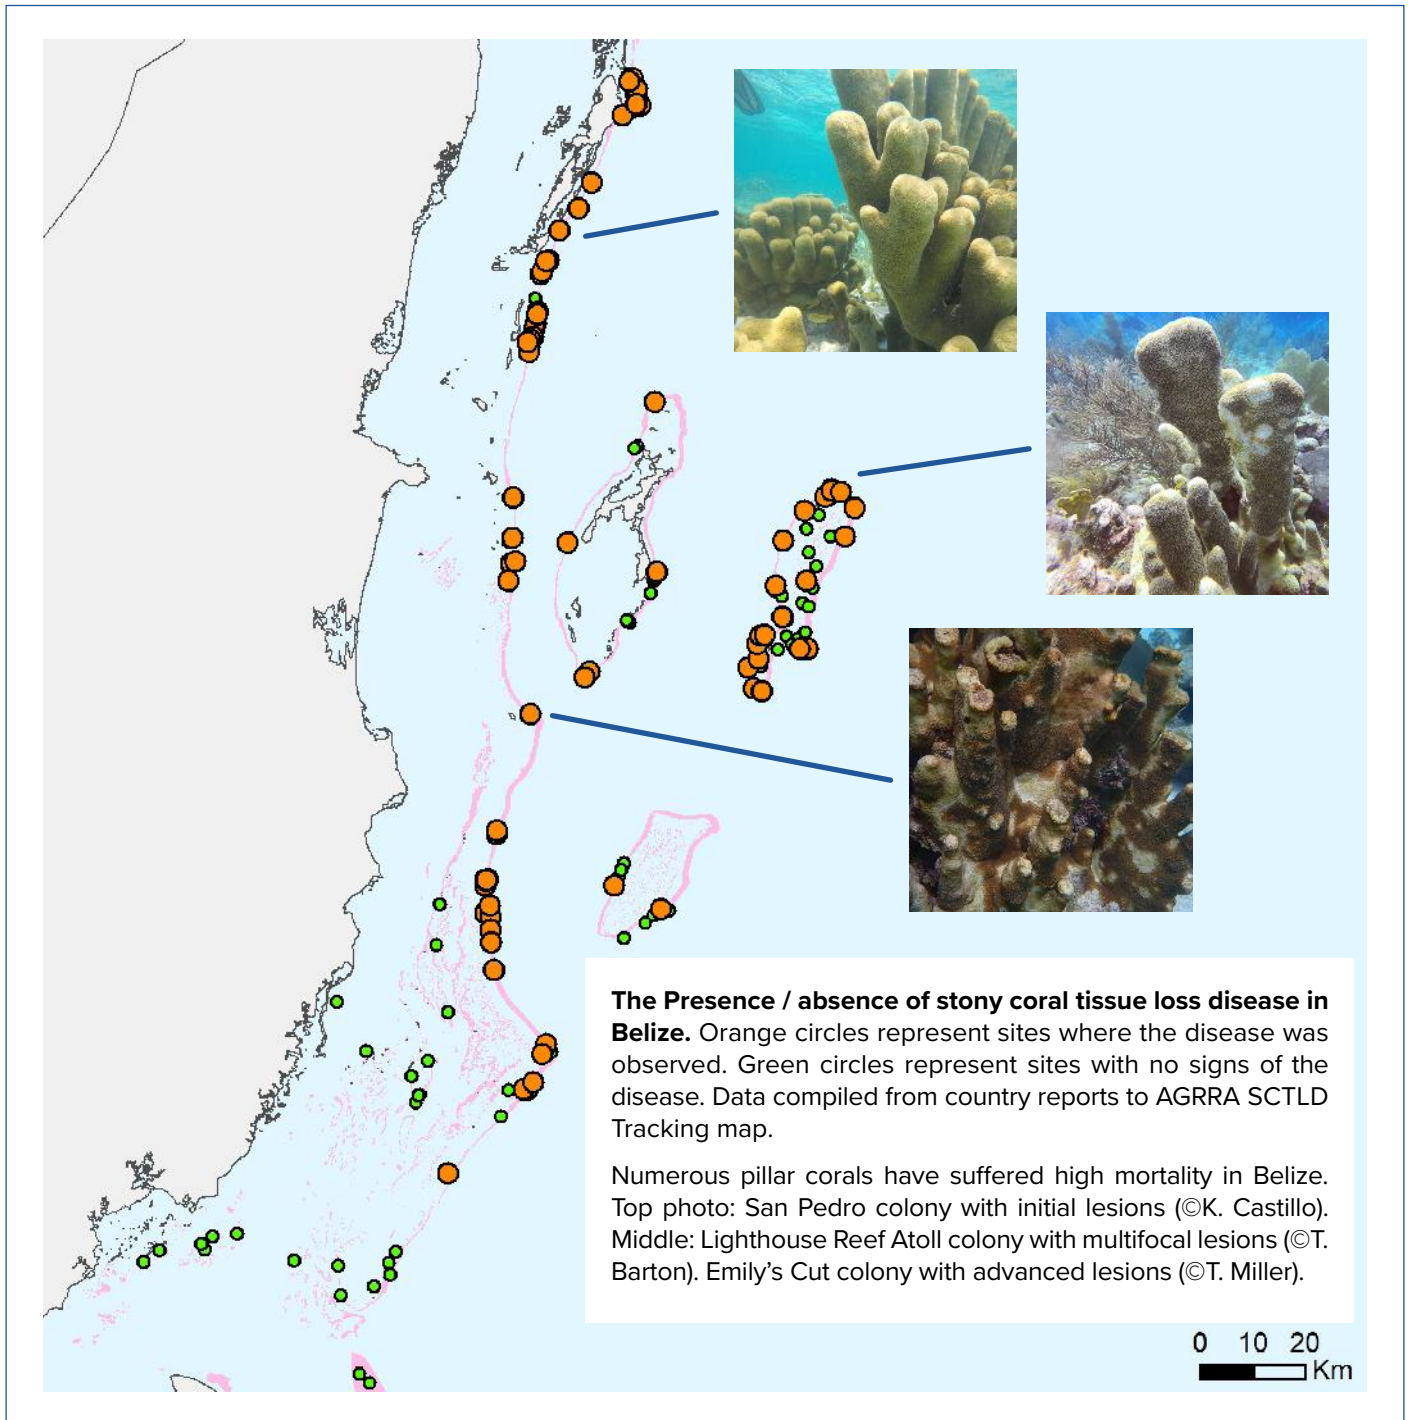 The Presence / absence of stony coral tissue loss disease in
Belize. Orange circles represent sites where the disease was
observed. Green circles represent sites with no signs of the
disease. Data compiled from country reports to AGRRA SCTLD
Tracking map.
Numerous pillar corals have suffered high mortality in Belize.
Top photo: San Pedro colony with initial lesions (©K. Castillo).
Middle: Lighthouse Reef Atoll colony with multifocal lesions (©T.
Barton). Emily’s Cut colony with advanced lesions (©T. Miller).
0 10 20
Km